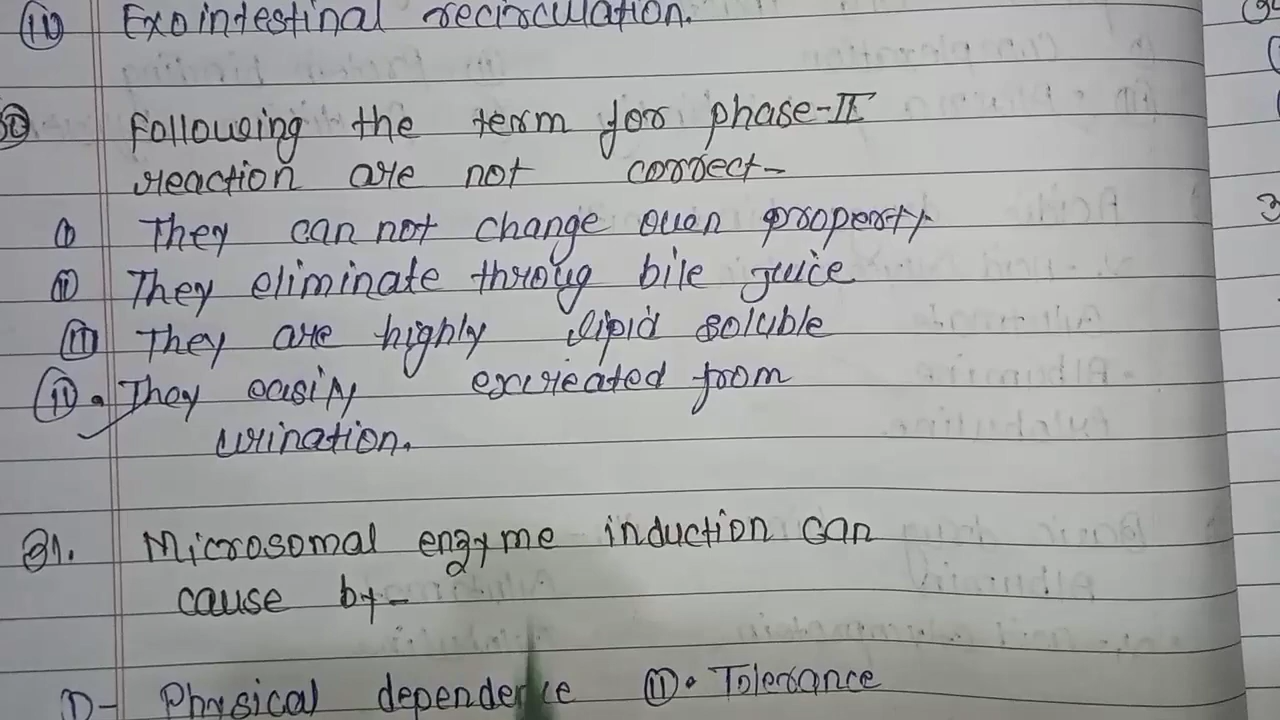 (iv) Exointestinal recirculation.
30 Following the term for phase-II
reaction are not correct-
(i) They can not change ouen property
(ii) They eliminate throug bile juice
(iii) They are highly lipid soluble
(iv). They easily excreated from
urination.
31. Microsomal enzyme induction can
cause by-
(i)- Physical dependence (ii). Tolerance